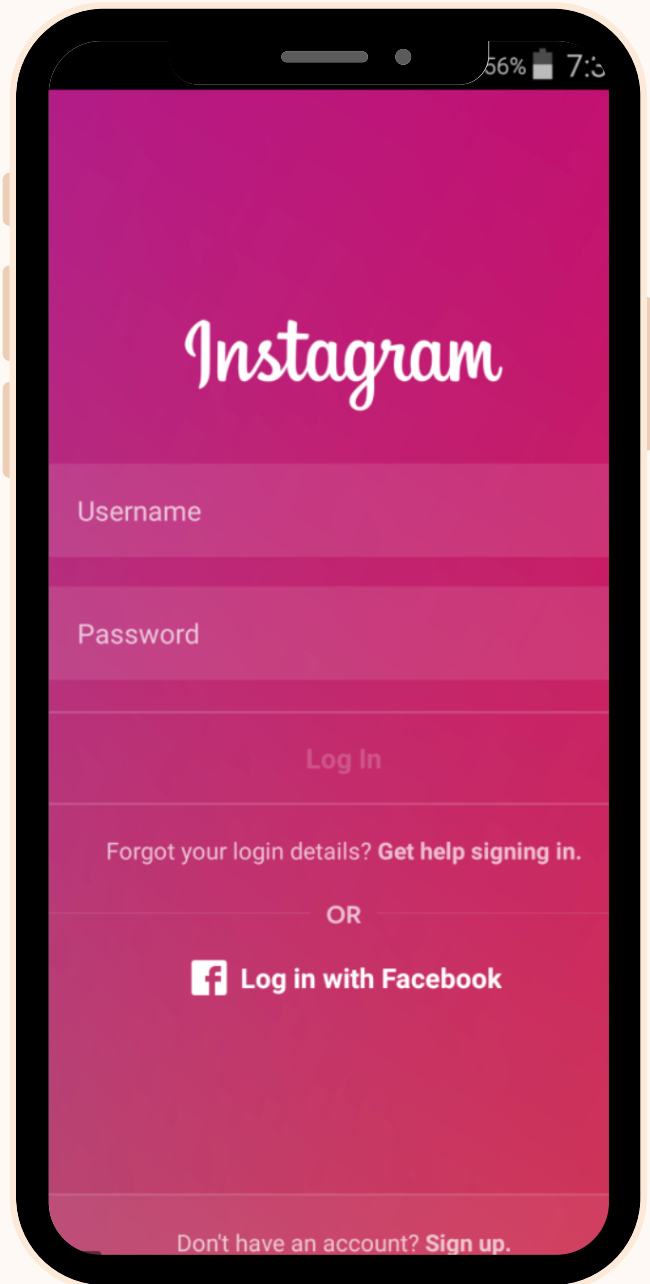 56%
Instagram
Username
Password
Log In
Forgot your login details? Get help signing in.
OR
Log in with Facebook
Don't have an account? Sign up.